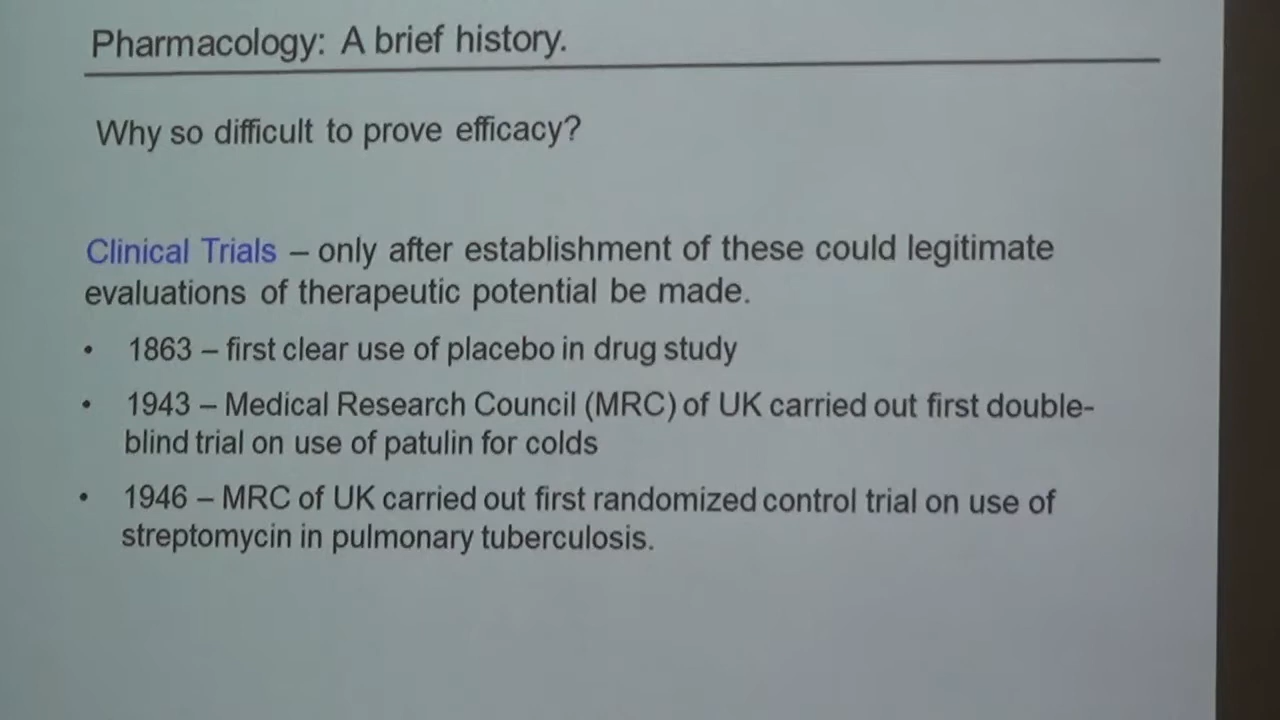 Pharmacology: A brief history.
Why so difficult to prove efficacy?
Clinical Trials – only after establishment of these could legitimate
evaluations of therapeutic potential be made.
• 1863 – first clear use of placebo in drug study
• 1943 – Medical Research Council (MRC) of UK carried out first double-
blind trial on use of patulin for colds
• 1946 – MRC of UK carried out first randomized control trial on use of
streptomycin in pulmonary tuberculosis.